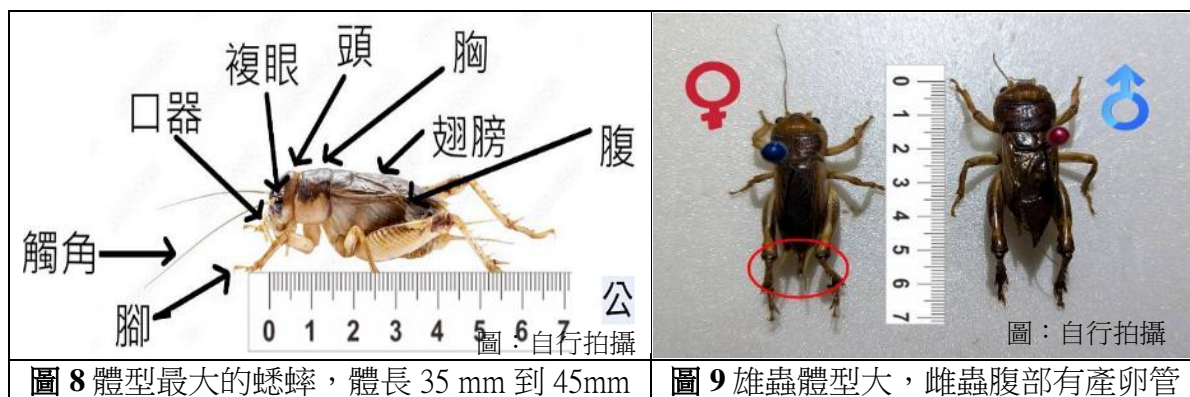 頭
胸
複眼
口器
翅膀
腹
觸角
腳
公
0 1 2 3 4 5 6 7
圖：自行拍攝
圖 8 體型最大的蟋蟀，體長 35 mm 到 45mm
♀
♂
0
1
2
3
4
5
6
7
圖：自行拍攝
圖 9 雄蟲體型大，雌蟲腹部有產卵管